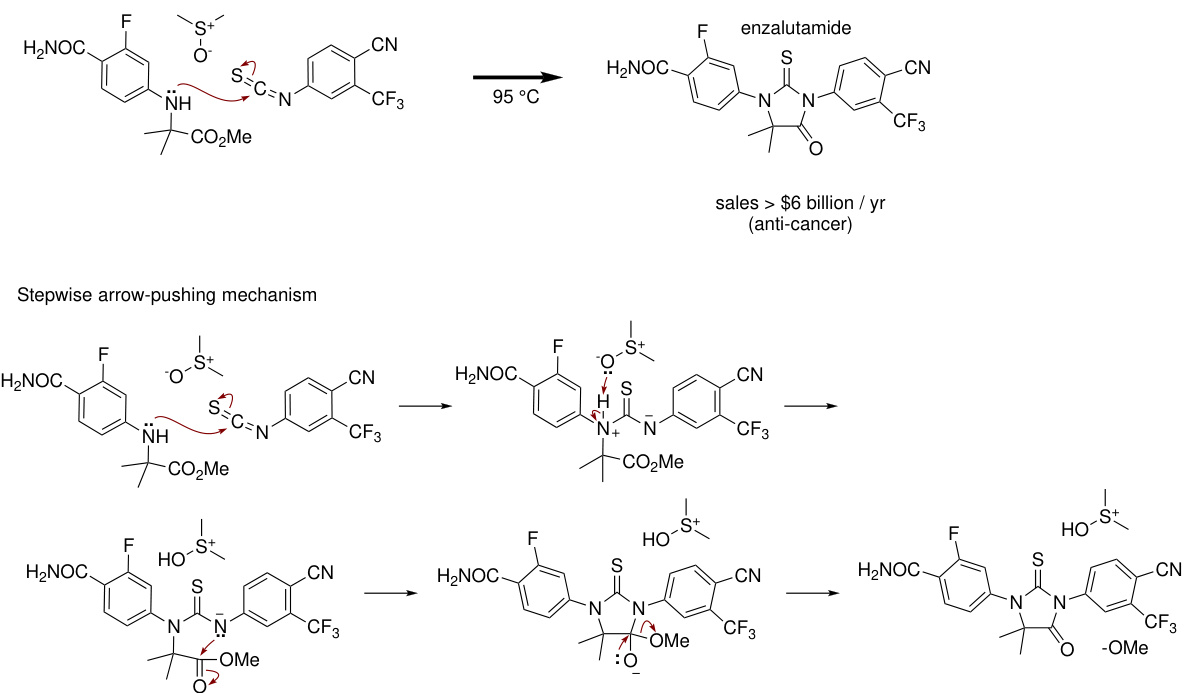 F
H₂NOC
S⁺
O⁻
NH
CO₂Me
S
C
N
CN
CF₃
95 °C
enzalutamide
F
H₂NOC
S
N
N
O
CN
CF₃
sales > $6 billion / yr
(anti-cancer)
Stepwise arrow-pushing mechanism
F
H₂NOC
⁻O
S⁺
NH
CO₂Me
S
C
N
CN
CF₃
F
H₂NOC
⁻O
S⁺
H
S
N+
N⁻
CO₂Me
CN
CF₃
F
H₂NOC
HO
S⁺
S
N
N⁻
OMe
O
CN
CF₃
F
H₂NOC
HO
S⁺
S
N
N
OMe
O⁻
CN
CF₃
F
H₂NOC
HO
S⁺
S
N
N
O
CN
CF₃
-OMe